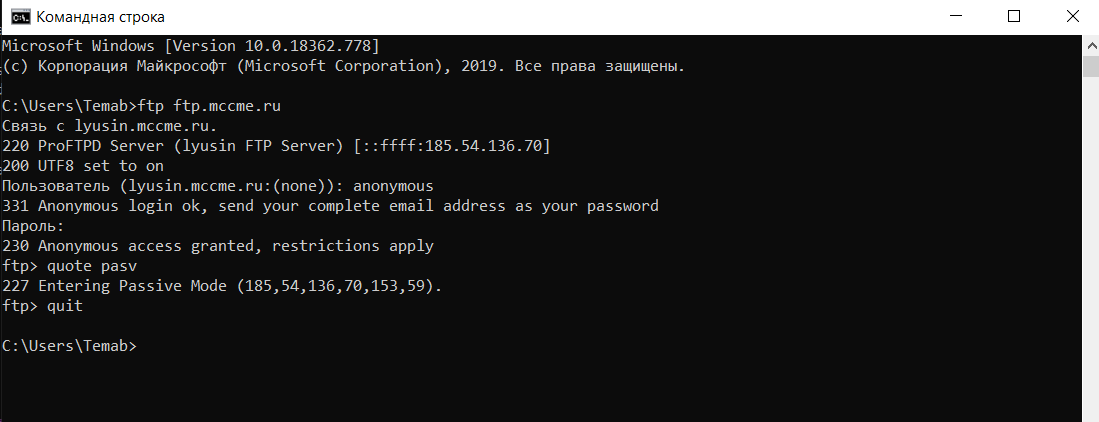 Командная строка
Microsoft Windows [Version 10.0.18362.778]
(c) Корпорация Майкрософт (Microsoft Corporation), 2019. Все права защищены.
C:\Users\Temab>ftp ftp.mccme.ru
Связь с lyusin.mccme.ru.
220 ProFTPD Server (lyusin FTP Server) [::ffff:185.54.136.70]
200 UTF8 set to on
Пользователь (lyusin.mccme.ru:(none)): anonymous
331 Anonymous login ok, send your complete email address as your password
Пароль:
230 Anonymous access granted, restrictions apply
ftp> quote pasv
227 Entering Passive Mode (185,54,136,70,153,59).
ftp> quit
C:\Users\Temab>